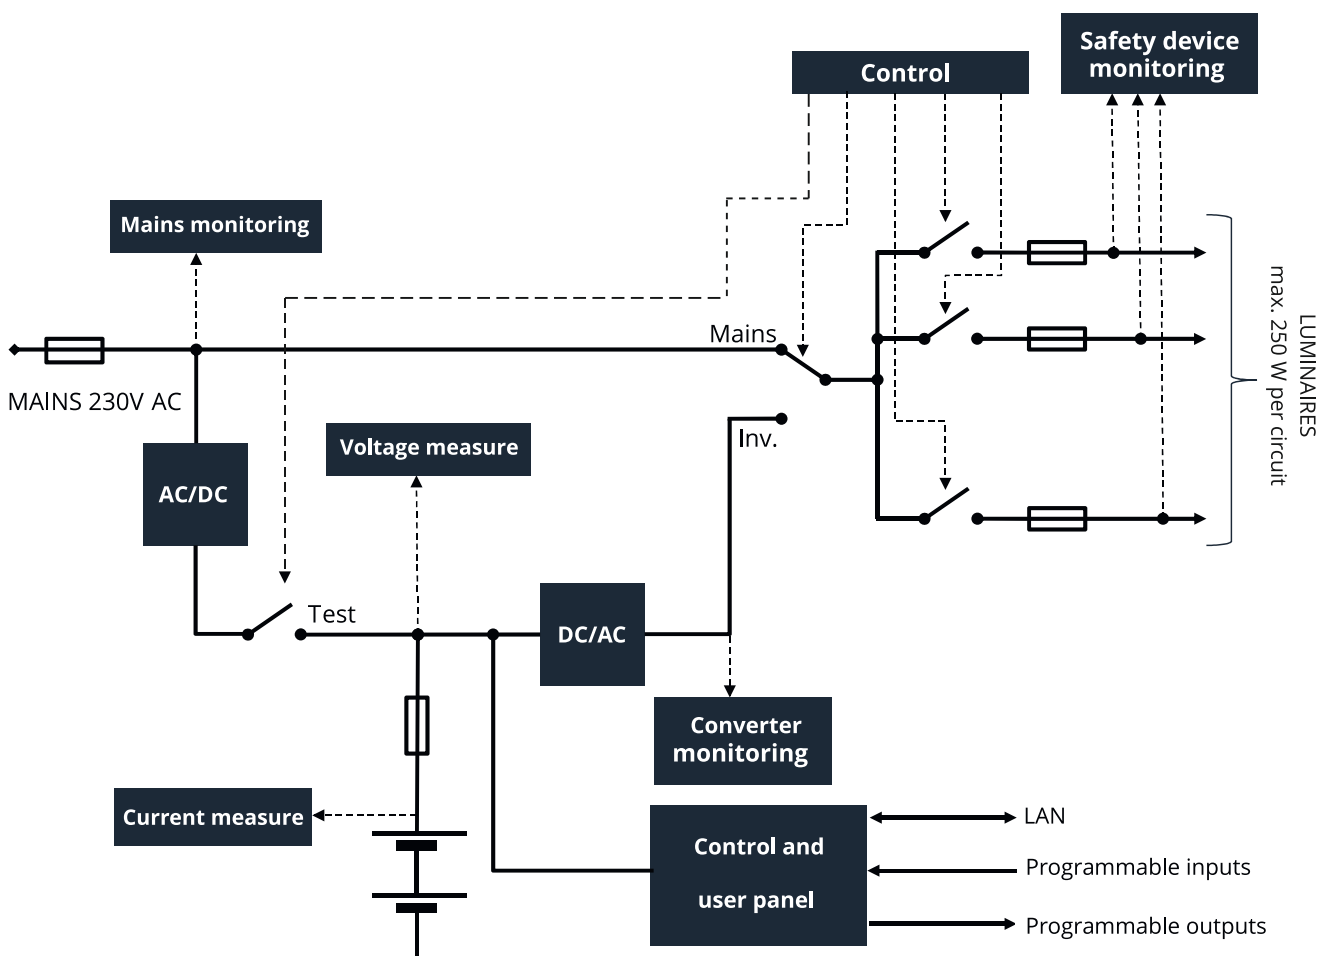 Safety device
monitoring
Control
Mains monitoring
Mains
MAINS 230V AC
LUMINAIRES
max. 250 W per circuit
Inv.
Voltage measure
AC/DC
Test
DC/AC
Converter
monitoring
Current measure
Control and
user panel
LAN
Programmable inputs
Programmable outputs